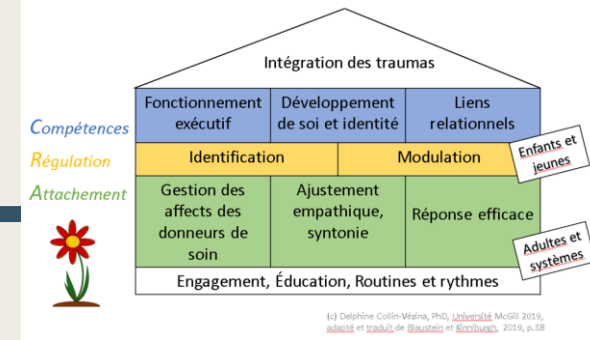 Intégration des traumas
Compétences
Régulation
Attachement
Fonctionnement
exécutif
Développement
de soi et identité
Liens
relationnels
Identification
Modulation
Enfants et
jeunes
Gestion des
affects des
donneurs de
soin
Ajustement
empathique,
syntonie
Réponse efficace
Adultes et
systèmes
Engagement, Éducation, Routines et rythmes
(c) Delphine Collin-Vézina, PhD, Université McGill 2019,
adapté et traduit de Blaustein et Kinniburgh, 2019, p.38